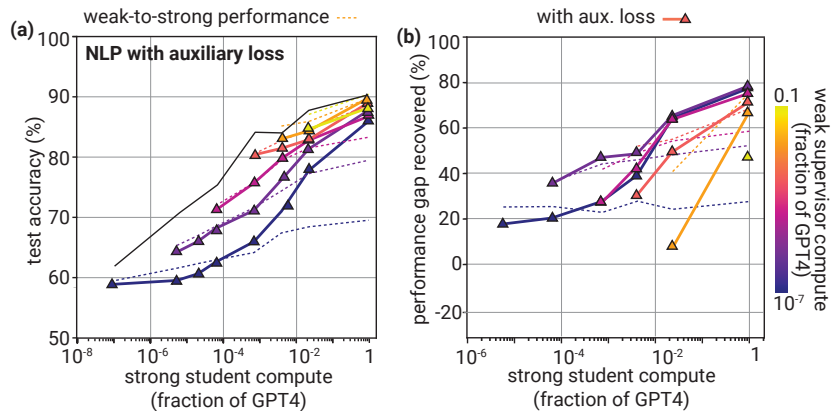 weak-to-strong performance
with aux. loss
(a)
NLP with auxiliary loss
100
90
80
70
60
50
test accuracy (%)
10-8
10-6
10-4
10-2
1
strong student compute
(fraction of GPT4)
(b)
100
80
60
40
20
0
-20
performance gap recovered (%)
10-6
10-4
10-2
1
strong student compute
(fraction of GPT4)
0.1
10-7
weak supervisor compute
(fraction of GPT4)